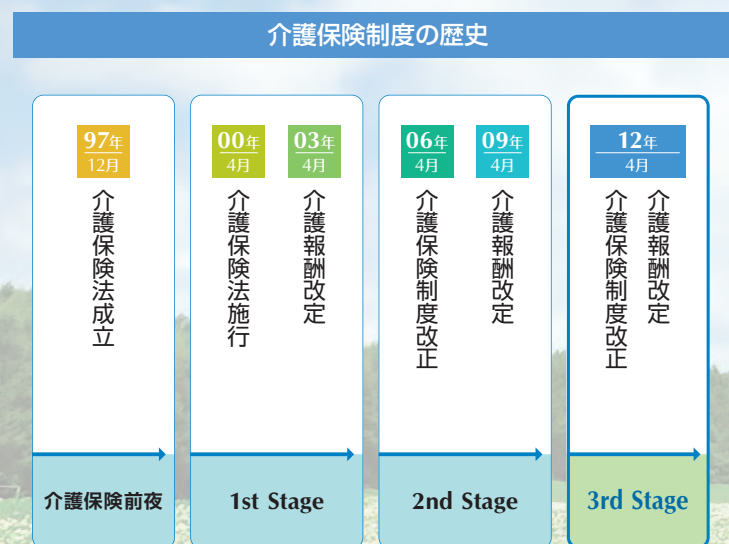 介護保険制度の歴史
97年
12月
介護保険法成立
介護保険前夜
00年
4月
介護保険法施行
03年
4月
介護報酬改定
1st Stage
06年
4月
介護保険制度改正
09年
4月
介護報酬改定
2nd Stage
12年
4月
介護報酬改定
介護保険制度改正
3rd Stage